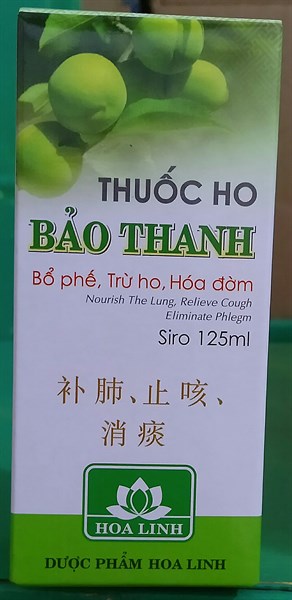 THUỐC HO
BẢO THANH
Bổ phế, Trừ ho, Hóa đờm
Nourish The Lung, Relieve Cough
Eliminate Phlegm
Siro 125ml
补肺、止咳、
消痰
HOA LINH
DƯỢC PHẨM HOA LINH